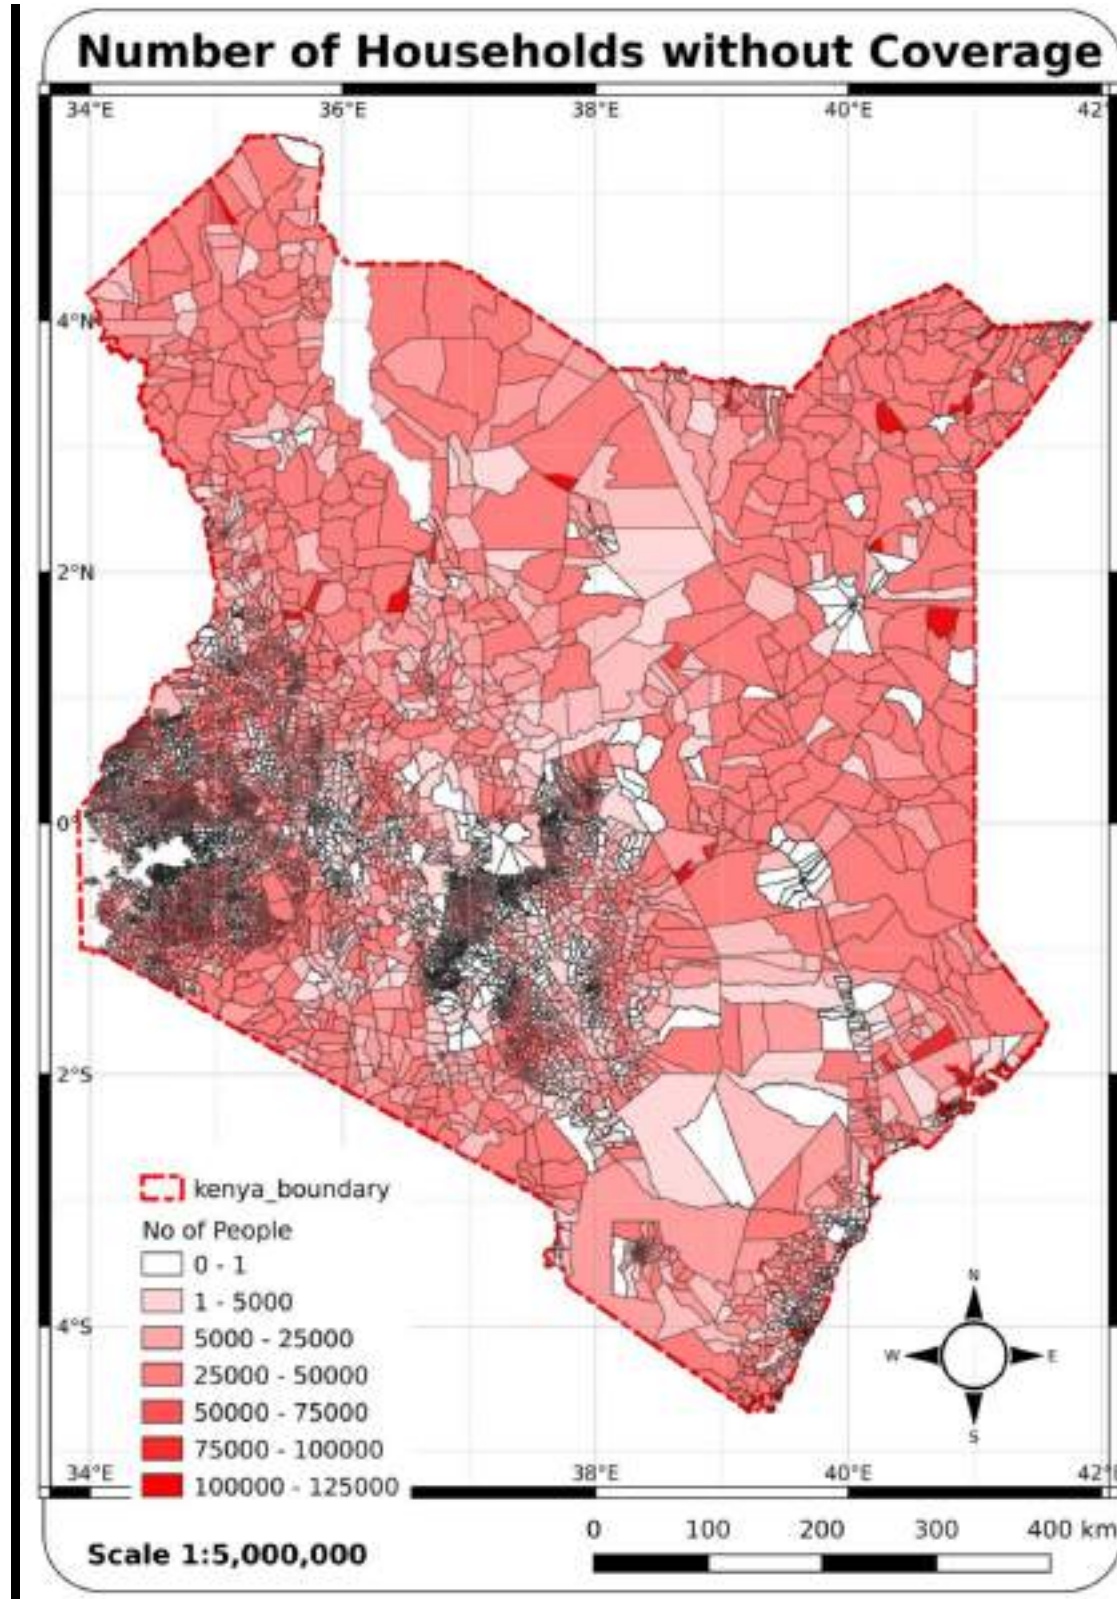 Number of Households without Coverage
34°E 36°E 38°E 40°E 42°
4°N
2°N
0°
2°S
4°S
kenya_boundary
No of People
0 - 1
1 - 5000
5000 - 25000
25000 - 50000
50000 - 75000
75000 - 100000
100000 - 125000
N
W E
S
34°E 38°E 40°E 42°E
Scale 1:5,000,000
0 100 200 300 400 km